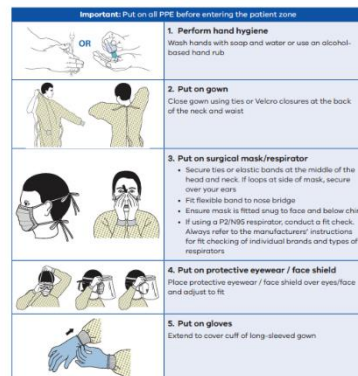 Important: Put on all PPE before entering the patient zone
OR
1. Perform hand hygiene
Wash hands with soap and water or use an alcohol-
based hand rub
2. Put on gown
Close gown using ties or Velcro closures at the back
of the neck and waist
3. Put on surgical mask/respirator
• Secure ties or elastic bands at the middle of the
head and neck. If loops at side of mask, secure
over your ears
• Fit flexible band to nose bridge
• Ensure mask is fitted snug to face and below chin
• If using a P2/N95 respirator, conduct a fit check.
Always refer to the manufacturers' instructions
for fit checking of individual brands and types of
respirators
4. Put on protective eyewear / face shield
Place protective eyewear / face shield over eyes/face
and adjust to fit
5. Put on gloves
Extend to cover cuff of long-sleeved gown